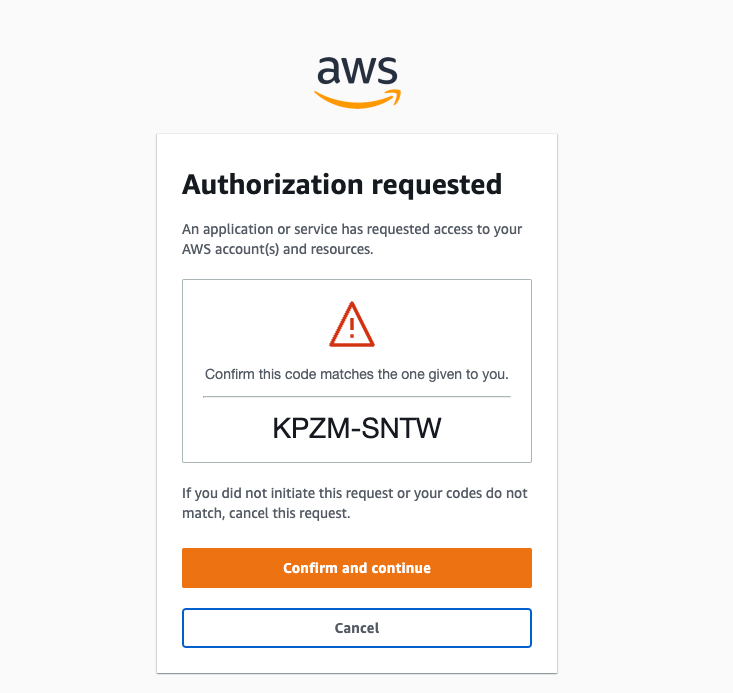 aws
Authorization requested
An application or service has requested access to your
AWS account(s) and resources.
Confirm this code matches the one given to you.
KPZM-SNTW
If you did not initiate this request or your codes do not
match, cancel this request.
Confirm and continue
Cancel